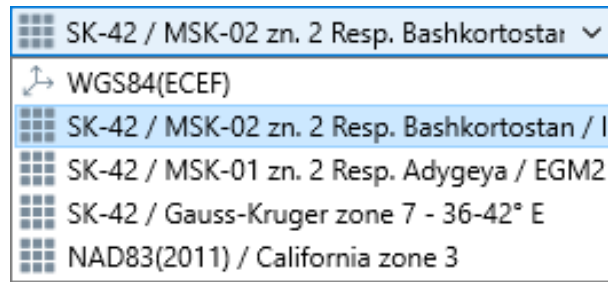 SK-42 / MSK-02 zn. 2 Resp. Bashkortostar
WGS84(ECEF)
SK-42 / MSK-02 zn. 2 Resp. Bashkortostan / I
SK-42 / MSK-01 zn. 2 Resp. Adygeya / EGM2
SK-42 / Gauss-Kruger zone 7 - 36-42° E
NAD83(2011) / California zone 3